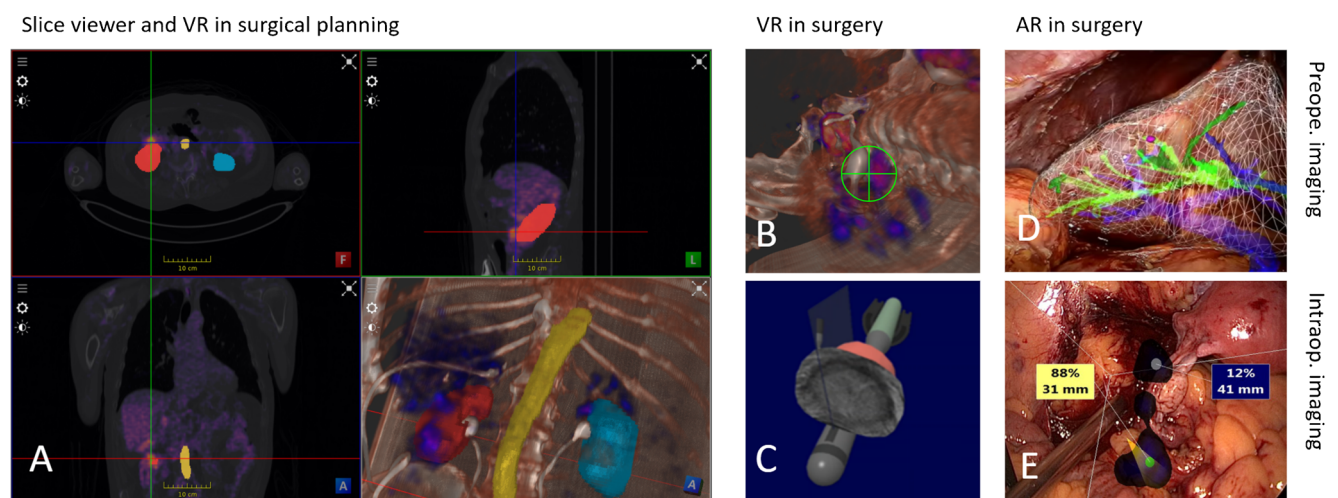 Slice viewer and VR in surgical planning
VR in surgery
AR in surgery
Preope. imaging
Intraop. imaging
10 cm
F
10 cm
L
10 cm
A
A
A
B
C
D
88%
31 mm
12%
41 mm
E